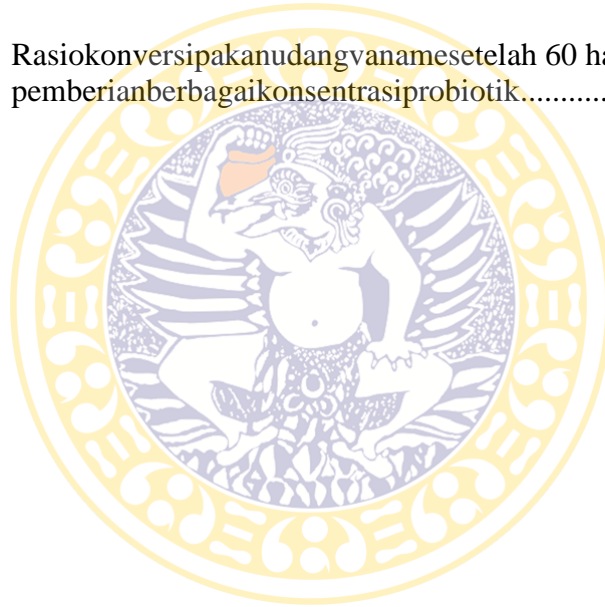 Rasiokonversipakanudangvanamesetelah 60 ha
pemberianberbagaikonsentrasiprobiotik...........